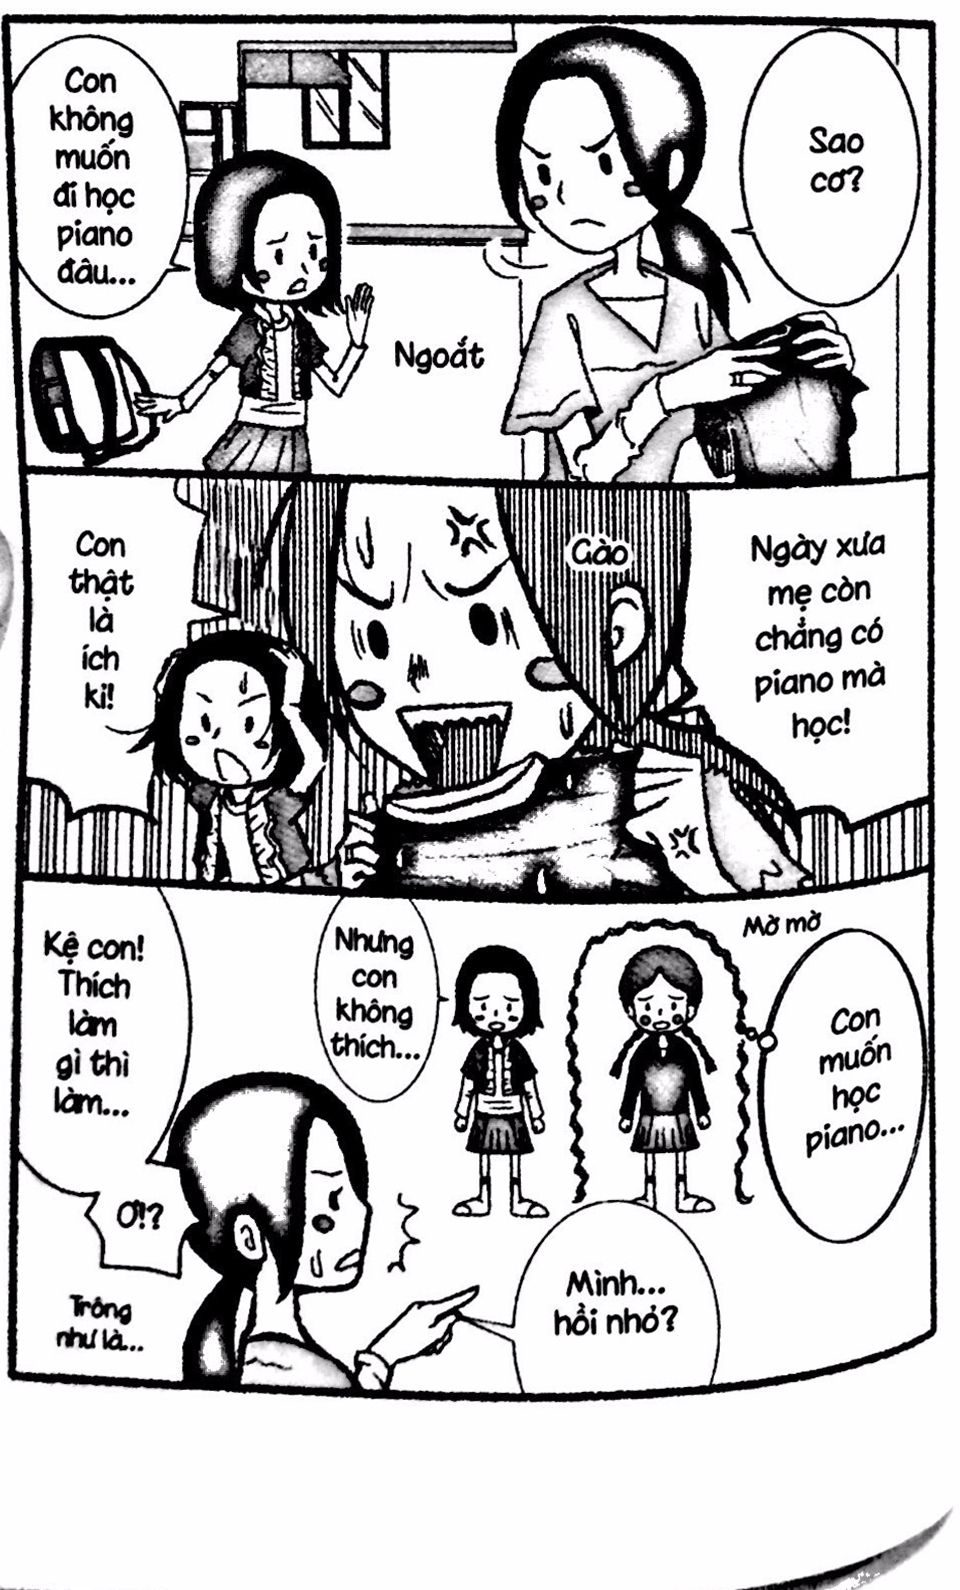 Con
không
muốn
đi học
piano
đâu...
Sao
cơ?
Ngoắt
Con
thật
là
ích
kỉ!
Gào
Ngày xưa
mẹ còn
chẳng có
piano mà
học!
Kệ con!
Thích
làm
gì thì
làm...
Nhưng
con
không
thích...
Mờ mờ
Con
muốn
học
piano...
Ơ!?
Trông
như là...
Mình...
hồi nhỏ?